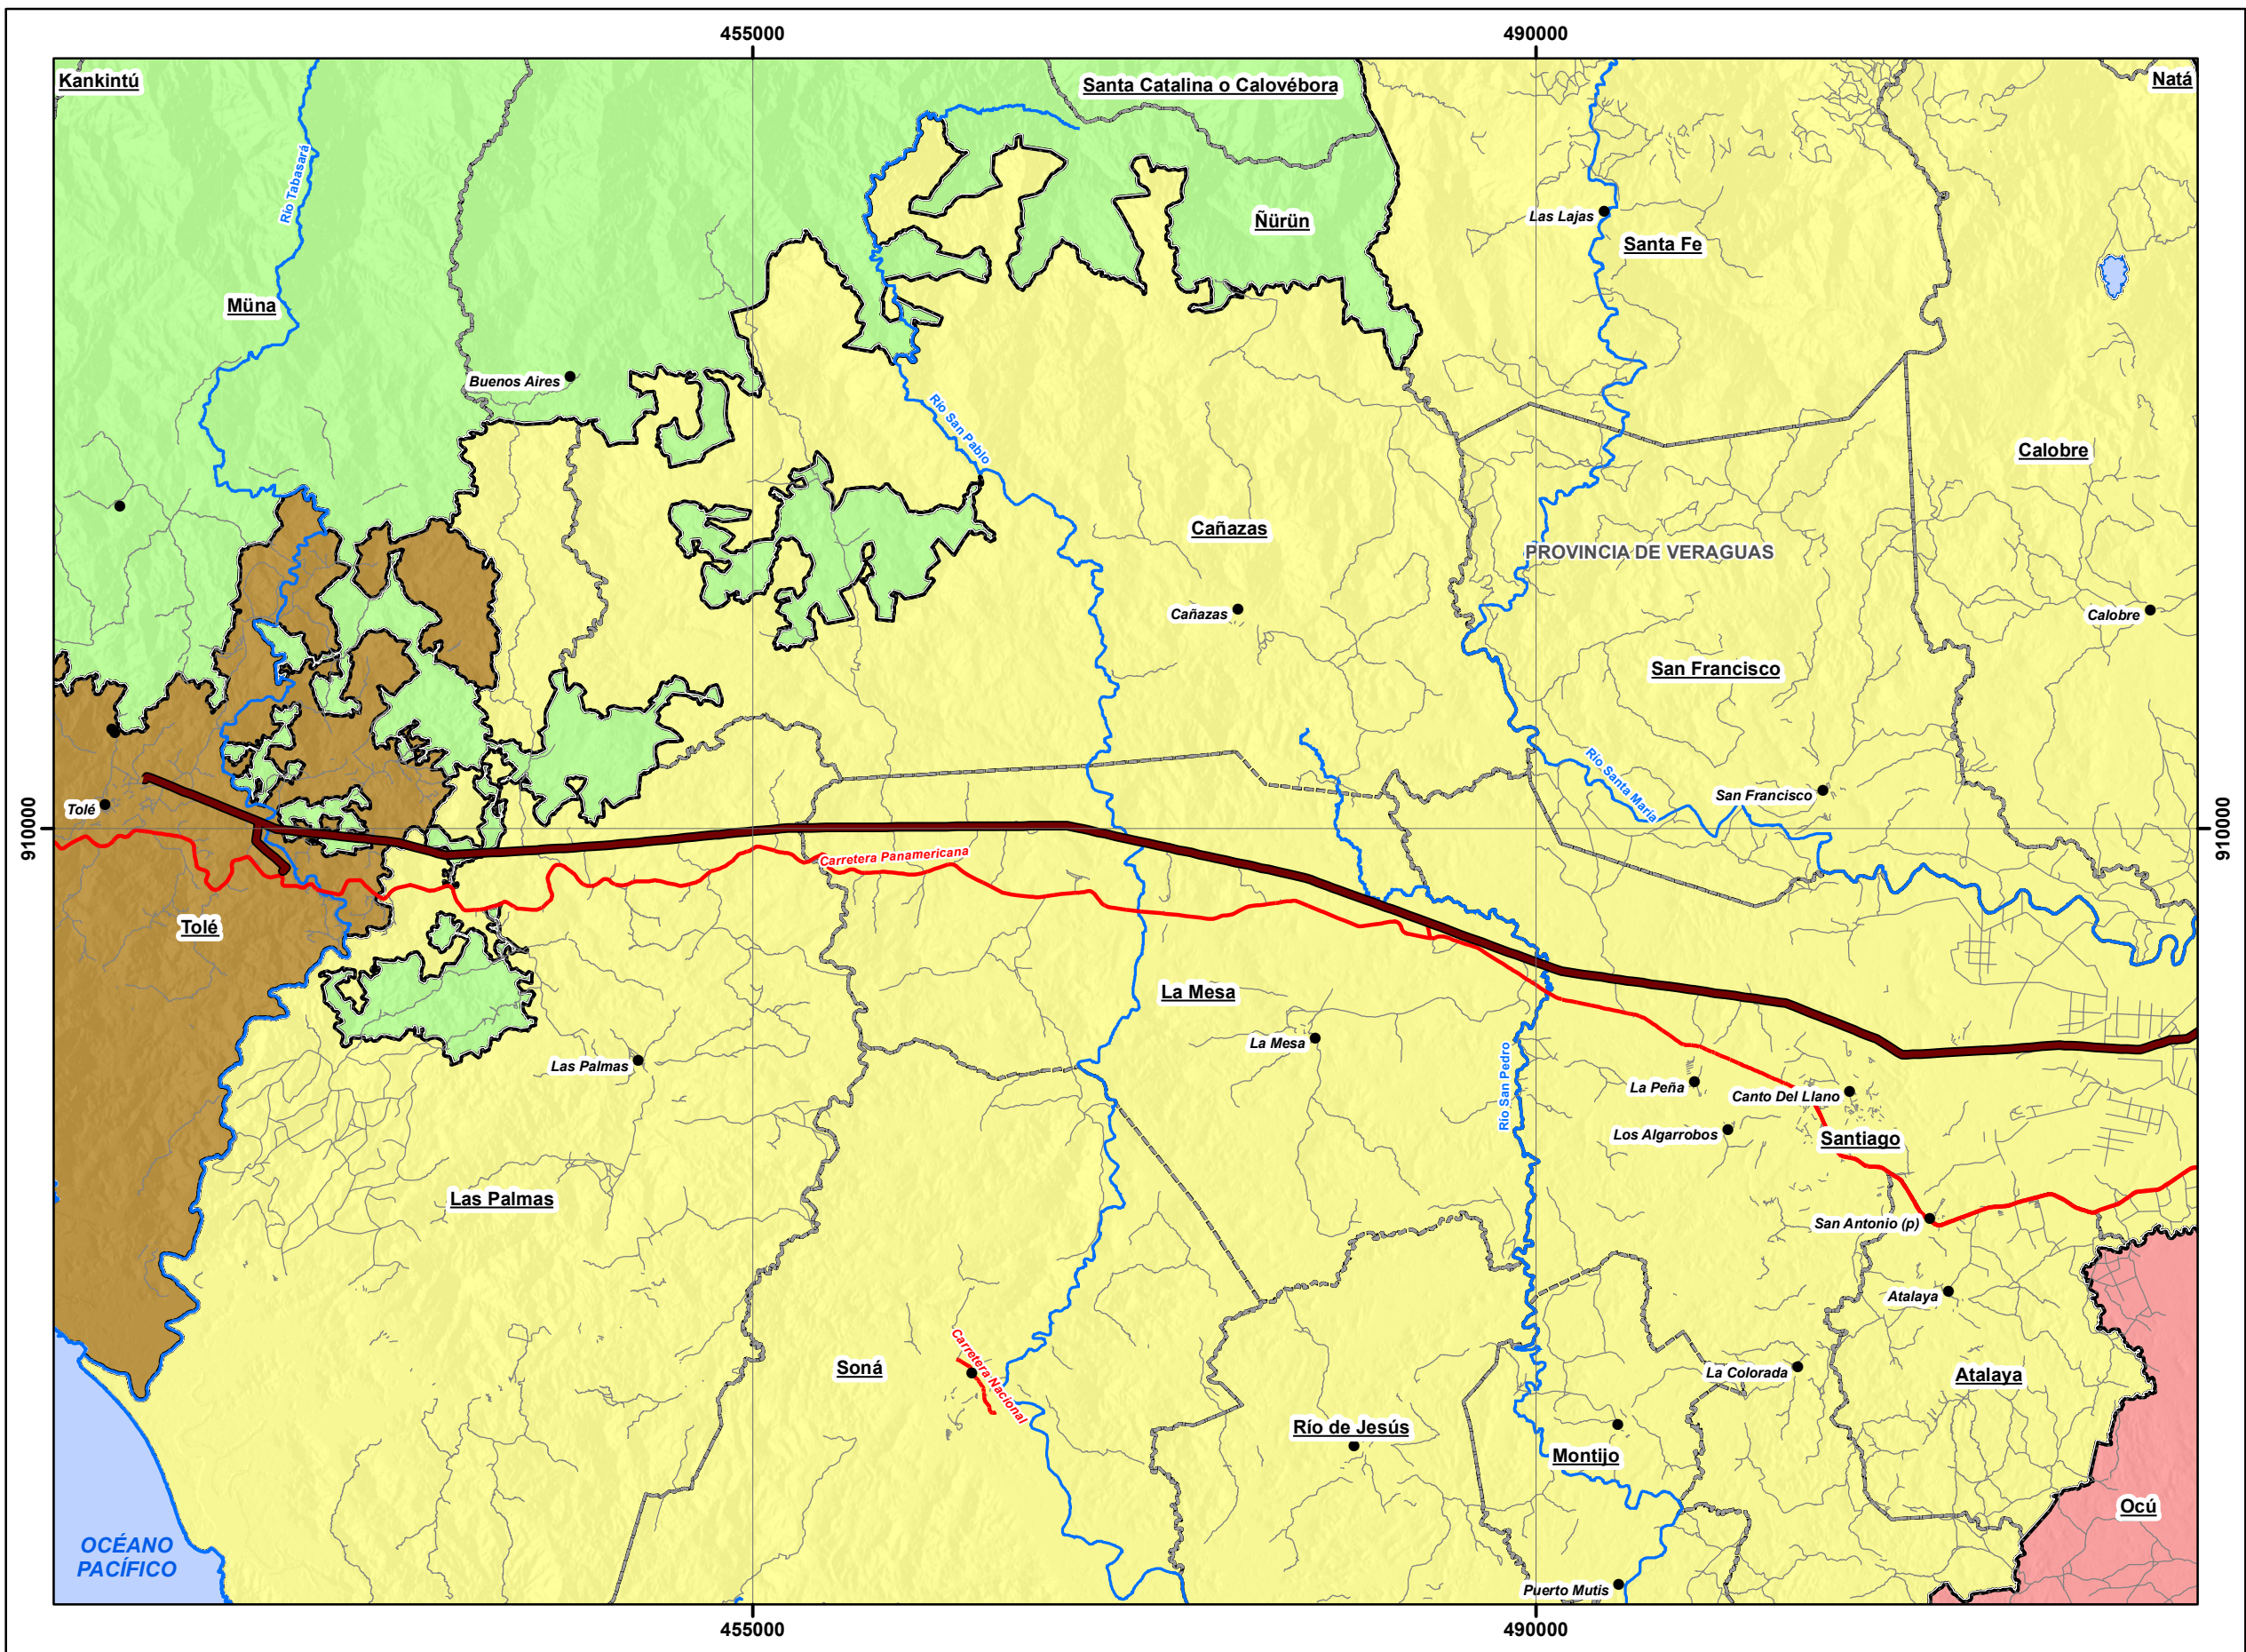 455000
490000
Kankintú
Santa Catalina o Calovébora
Natá
Río Tabasará
Las Lajas
Ñürün
Santa Fe
Müna
Buenos Aires
Río San Pablo
Calobre
Cañazas
PROVINCIA DE VERAGUAS
Cañazas
Calobre
San Francisco
Río Santa María
San Francisco
Tolé
910000
910000
Carretera Panamericana
Tolé
La Mesa
La Mesa
Las Palmas
Río San Pedro
La Peña
Canto Del Llano
Los Algarrobos
Santiago
Las Palmas
San Antonio (p)
Atalaya
Carretera Nacional
Soná
La Colorada
Atalaya
Río de Jesús
Montijo
Ocú
OCÉANO
PACÍFICO
Puerto Mutis
455000
490000